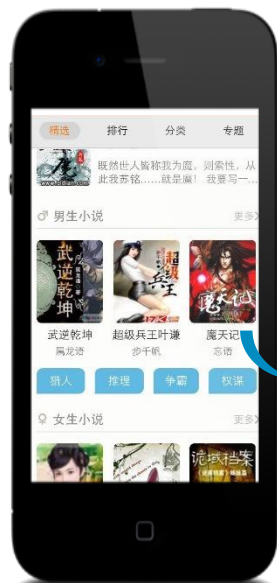 精选 排行 分类 专题
魔
既然世人皆称我为魔，则索性，从
此我苏铭……就是魔！ 我要写一…
♂ 男生小说 更多>
武逆乾坤
超级兵王
魔天记
武逆乾坤 超级兵王叶谦 魔天记
属龙语 步千帆 忘语
猎人 推理 争霸 权谋
♀ 女生小说 更多>
诡域档案